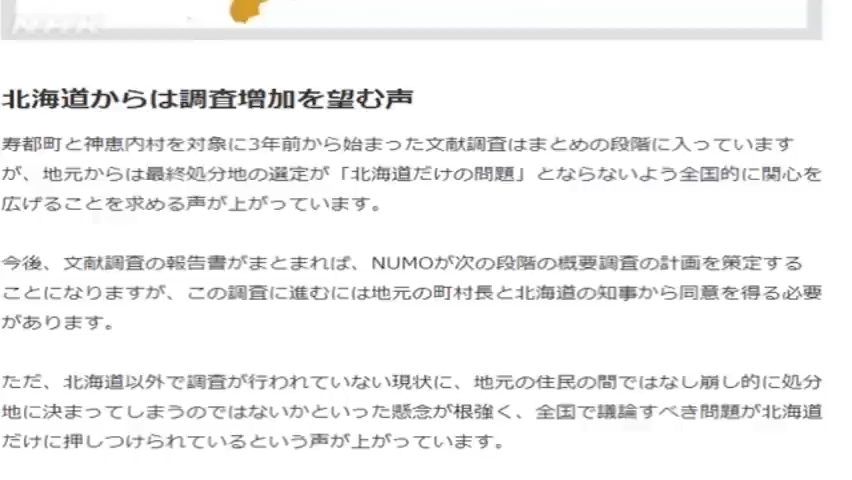 NHK
北海道からは調査増加を望む声
寿都町と神恵内村を対象に3年前から始まった文献調査はまとめの段階に入っています
が、地元からは最終処分地の選定が「北海道だけの問題」とならないよう全国的に関心を
広げることを求める声が上がっています。
今後、文献調査の報告書がまとまれば、NUMOが次の段階の概要調査の計画を策定する
ことになりますが、この調査に進むには地元の町村長と北海道の知事から同意を得る必要
があります。
ただ、北海道以外で調査が行われていない現状に、地元の住民の間ではなし崩し的に処分
地に決まってしまうのではないかといった懸念が根強く、全国で議論すべき問題が北海道
だけに押しつけられているという声が上がっています。